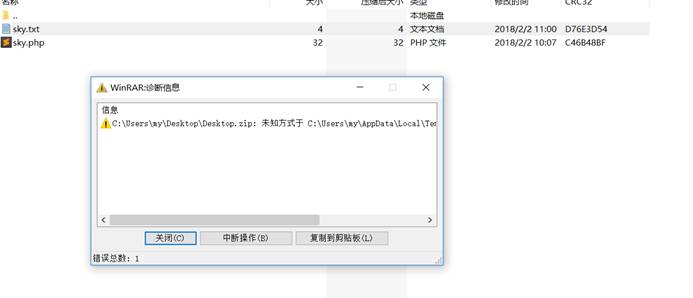 名称 大小 压缩后大小 类型 修改时间 CRC32
.. 本地磁盘
sky.txt 4 4 文本文档 2018/2/2 11:00 D76E3D54
sky.php 32 32 PHP 文件 2018/2/2 10:07 C46B48BF
WinRAR:诊断信息
信息
C:\Users\my\Desktop\Desktop.zip: 未知方式于 C:\Users\my\AppData\Local\Ter
关闭(C) 中断操作(B) 复制到剪贴板(L)
错误总数: 1